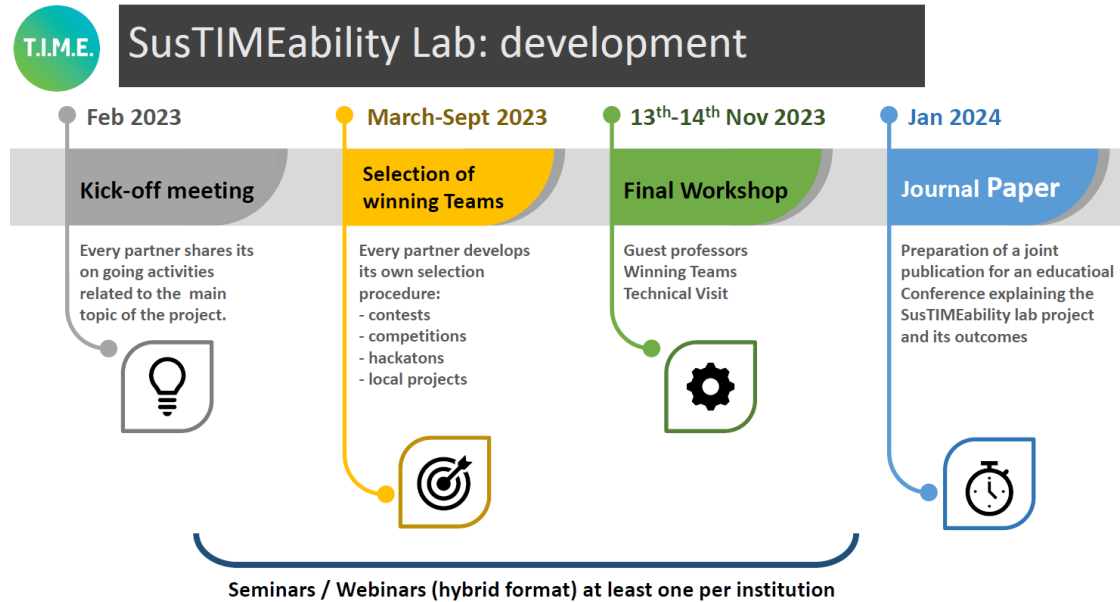 T.I.M.E.
SusTIMEability Lab: development
Feb 2023
Kick-off meeting
Every partner shares its
on going activities
related to the main
topic of the project.
March-Sept 2023
Selection of
winning Teams
Every partner develops
its own selection
procedure:
- contests
- competitions
- hackatons
- local projects
13th-14th Nov 2023
Final Workshop
Guest professors
Winning Teams
Technical Visit
Jan 2024
Journal Paper
Preparation of a joint
publication for an educatioal
Conference explaining the
SusTIMEability lab project
and its outcomes
Seminars / Webinars (hybrid format) at least one per institution